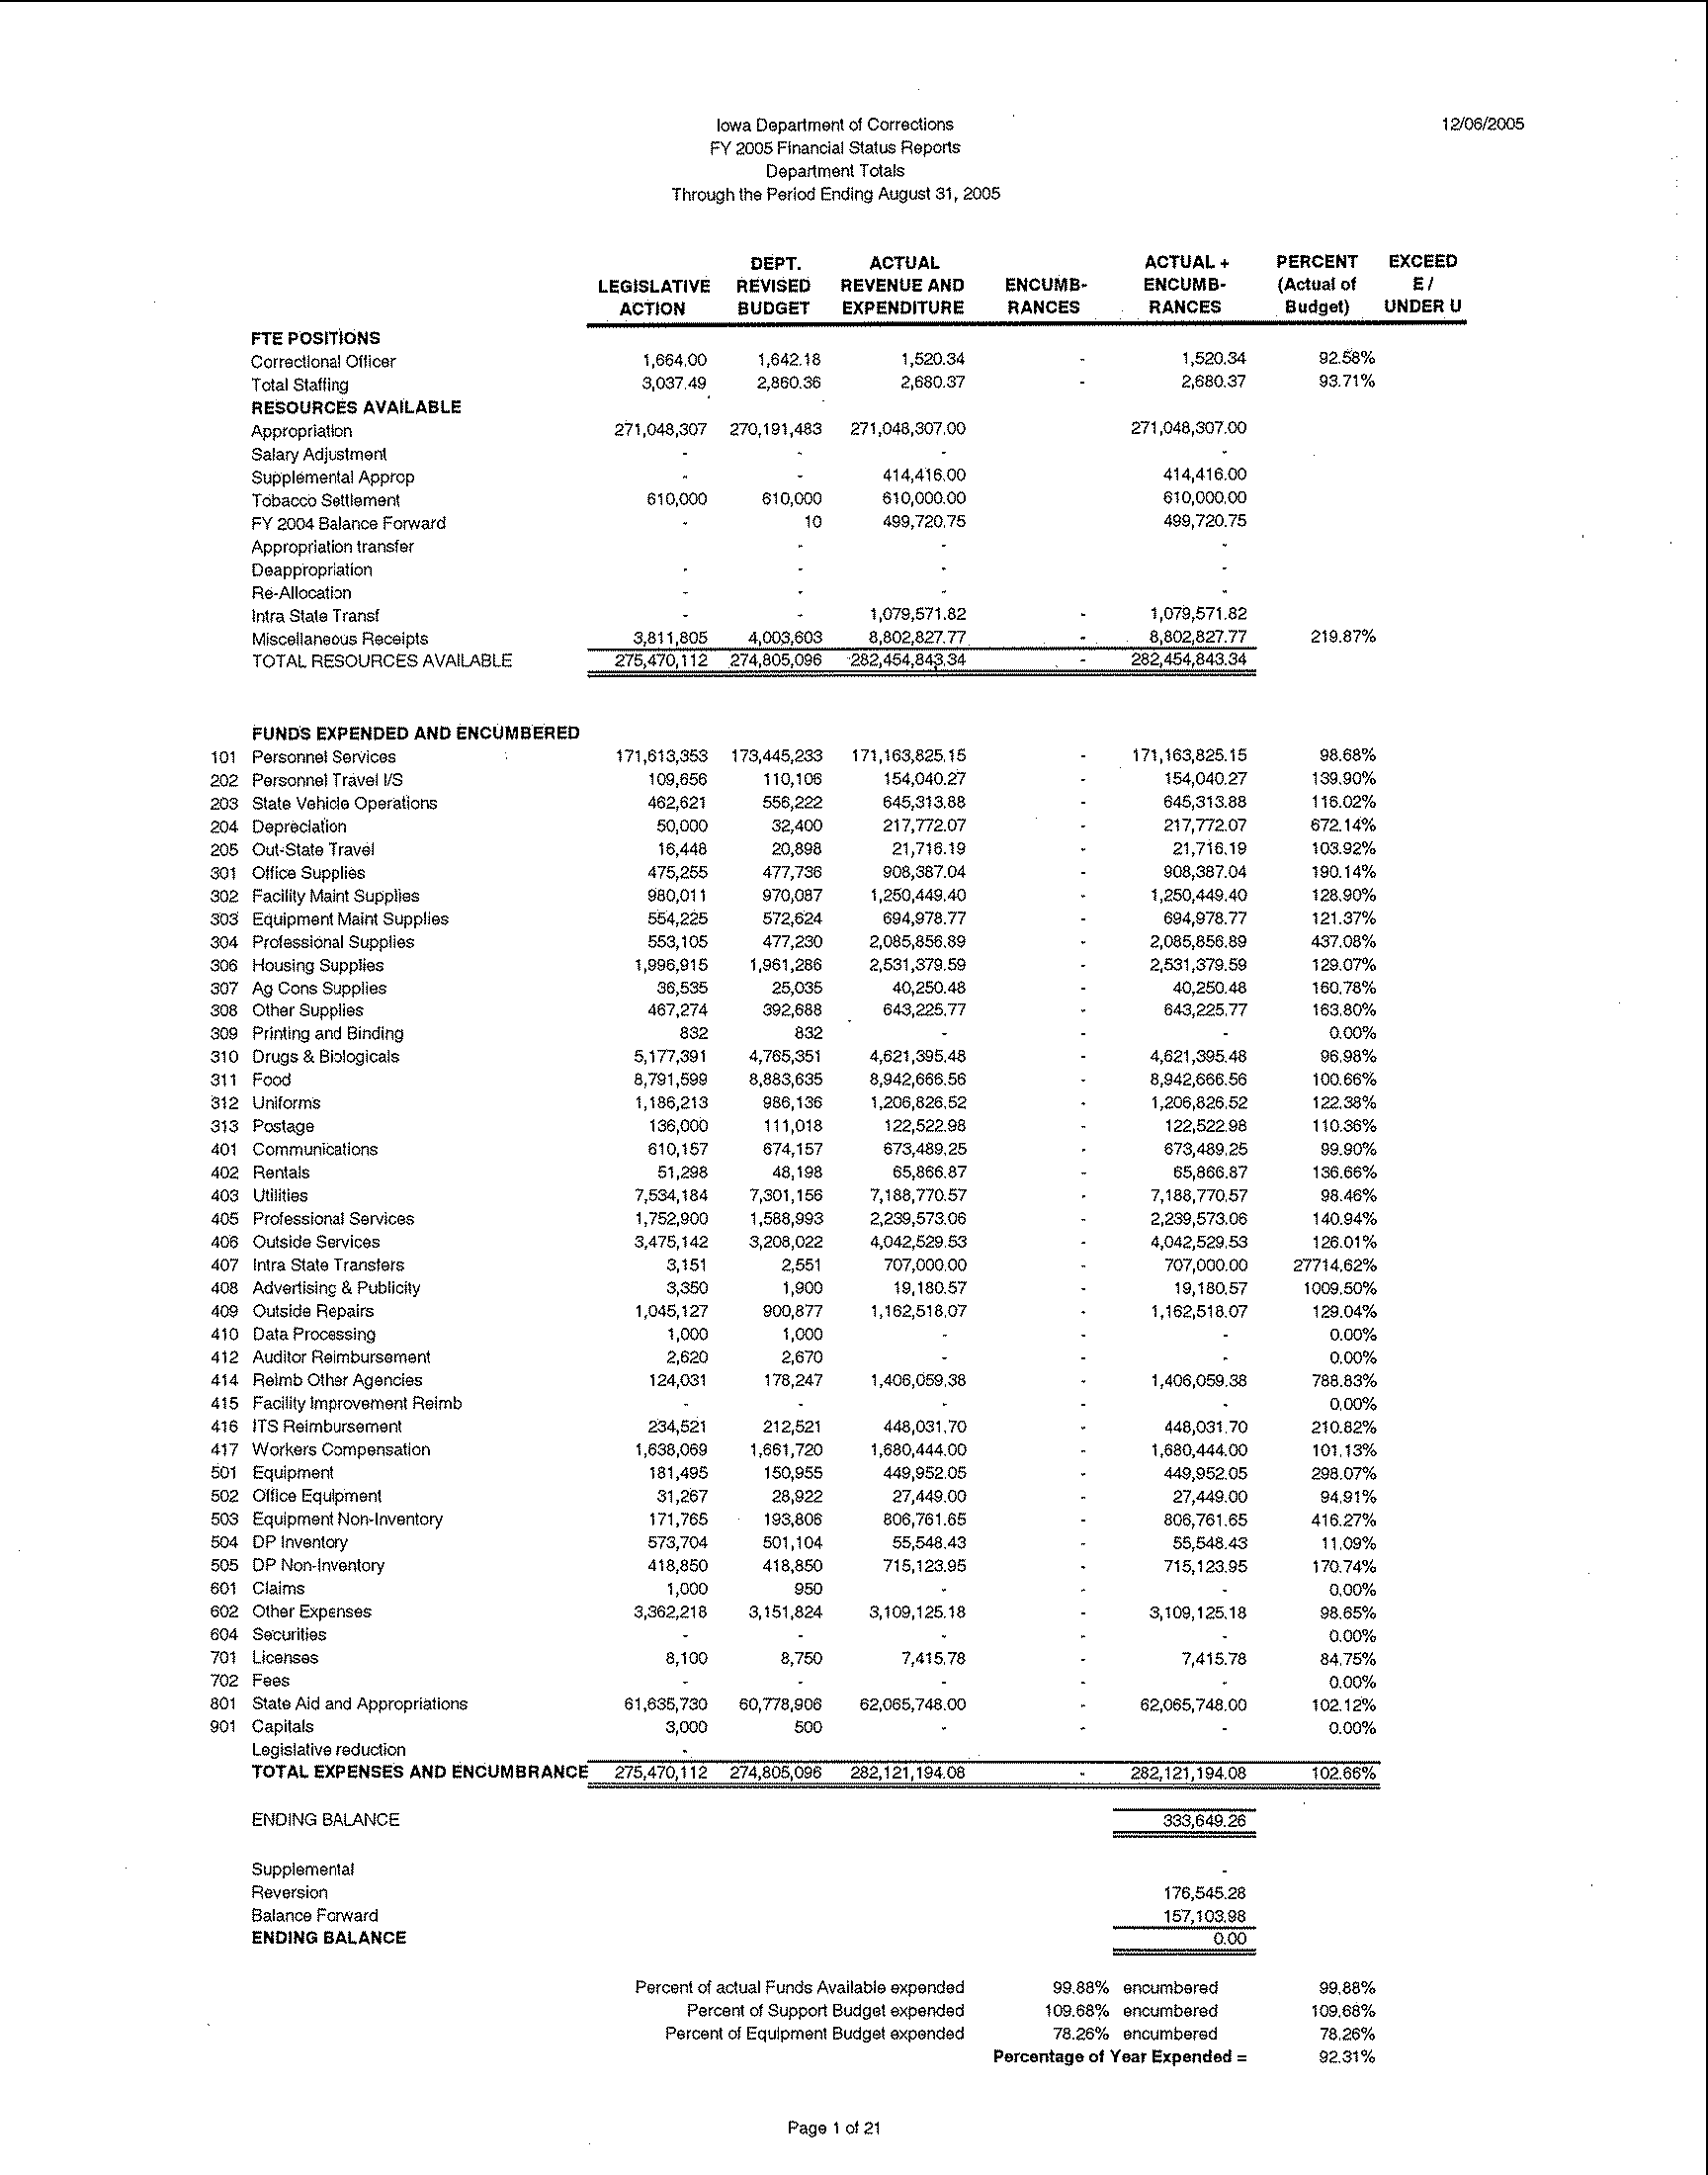 Iowa Department of Corrections 12/06/2005
FY 2005 Financial Status Reports
Department Totals
Through the Period Ending August 31, 2005
DEPT. ACTUAL ACTUAL + PERCENT EXCEED
LEGISLATIVE REVISED REVENUE AND ENCUMB- ENCUMB- (Actual of E /
ACTION BUDGET EXPENDITURE RANCES RANCES Budget) UNDER U
FTE POSITIONS
Correctional Officer 1,664.00 1,642.18 1,520.34 - 1,520.34 92.58%
Total Staffing 3,037.49 2,860.36 2,680.37 - 2,680.37 93.71%
RESOURCES AVAILABLE
Appropriation 271,048,307 270,191,483 271,048,307.00 271,048,307.00
Salary Adjustment - - - -
Supplemental Approp - - 414,416.00 414,416.00
Tobacco Settlement 610,000 610,000 610,000.00 610,000.00
FY 2004 Balance Forward - 10 499,720.75 499,720.75
Appropriation transfer - - -
Deappropriation - - - -
Re-Allocation - - - -
Intra State Transf - - 1,079,571.82 - 1,079,571.82
Miscellaneous Receipts 3,811,805 4,003,603 8,802,827.77 - 8,802,827.77 219.87%
TOTAL RESOURCES AVAILABLE 275,470,112 274,805,096 282,454,843.34 - 282,454,843.34
FUNDS EXPENDED AND ENCUMBERED
101 Personnel Services 171,613,353 173,445,233 171,163,825.15 - 171,163,825.15 98.68%
202 Personnel Travel I/S 109,656 110,106 154,040.27 - 154,040.27 139.90%
203 State Vehicle Operations 462,621 556,222 645,313.88 - 645,313.88 116.02%
204 Depreciation 50,000 32,400 217,772.07 - 217,772.07 672.14%
205 Out-State Travel 16,448 20,898 21,716.19 - 21,716.19 103.92%
301 Office Supplies 475,255 477,736 908,387.04 - 908,387.04 190.14%
302 Facility Maint Supplies 980,011 970,087 1,250,449.40 - 1,250,449.40 128.90%
303 Equipment Maint Supplies 554,225 572,624 694,978.77 - 694,978.77 121.37%
304 Professional Supplies 553,105 477,230 2,085,856.89 - 2,085,856.89 437.08%
306 Housing Supplies 1,996,915 1,961,286 2,531,379.59 - 2,531,379.59 129.07%
307 Ag Cons Supplies 36,535 25,035 40,250.48 - 40,250.48 160.78%
308 Other Supplies 467,274 392,688 643,225.77 - 643,225.77 163.80%
309 Printing and Binding 832 832 - - - 0.00%
310 Drugs & Biologicals 5,177,391 4,765,351 4,621,395.48 - 4,621,395.48 96.98%
311 Food 8,791,599 8,883,635 8,942,666.56 - 8,942,666.56 100.66%
312 Uniforms 1,186,213 986,136 1,206,826.52 - 1,206,826.52 122.38%
313 Postage 136,000 111,018 122,522.98 - 122,522.98 110.36%
401 Communications 610,157 674,157 673,489.25 - 673,489.25 99.90%
402 Rentals 51,298 48,198 65,866.87 - 65,866.87 136.66%
403 Utilities 7,534,184 7,301,156 7,188,770.57 - 7,188,770.57 98.46%
405 Professional Services 1,752,900 1,588,993 2,239,573.06 - 2,239,573.06 140.94%
406 Outside Services 3,475,142 3,208,022 4,042,529.53 - 4,042,529.53 126.01%
407 Intra State Transfers 3,151 2,551 707,000.00 - 707,000.00 27714.62%
408 Advertising & Publicity 3,350 1,900 19,180.57 - 19,180.57 1009.50%
409 Outside Repairs 1,045,127 900,877 1,162,518.07 - 1,162,518.07 129.04%
410 Data Processing 1,000 1,000 - - - 0.00%
412 Auditor Reimbursement 2,620 2,670 - - - 0.00%
414 Reimb Other Agencies 124,031 178,247 1,406,059.38 - 1,406,059.38 788.83%
415 Facility Improvement Reimb - - - - - 0.00%
416 ITS Reimbursement 234,521 212,521 448,031.70 - 448,031.70 210.82%
417 Workers Compensation 1,638,069 1,661,720 1,680,444.00 - 1,680,444.00 101.13%
501 Equipment 181,495 150,955 449,952.05 - 449,952.05 298.07%
502 Office Equipment 31,267 28,922 27,449.00 - 27,449.00 94.91%
503 Equipment Non-Inventory 171,765 193,806 806,761.65 - 806,761.65 416.27%
504 DP Inventory 573,704 501,104 55,548.43 - 55,548.43 11.09%
505 DP Non-Inventory 418,850 418,850 715,123.95 - 715,123.95 170.74%
601 Claims 1,000 950 - - - 0.00%
602 Other Expenses 3,362,218 3,151,824 3,109,125.18 - 3,109,125.18 98.65%
604 Securities - - - - - 0.00%
701 Licenses 8,100 8,750 7,415.78 - 7,415.78 84.75%
702 Fees - - - - - 0.00%
801 State Aid and Appropriations 61,635,730 60,778,906 62,065,748.00 - 62,065,748.00 102.12%
901 Capitals 3,000 500 - - - 0.00%
Legislative reduction -
TOTAL EXPENSES AND ENCUMBRANCE 275,470,112 274,805,096 282,121,194.08 - 282,121,194.08 102.66%
ENDING BALANCE 333,649.26
Supplemental -
Reversion 176,545.28
Balance Forward 157,103.98
ENDING BALANCE 0.00
Percent of actual Funds Available expended 99.88% encumbered 99.88%
Percent of Support Budget expended 109.68% encumbered 109.68%
Percent of Equipment Budget expended 78.26% encumbered 78.26%
Percentage of Year Expended = 92.31%
Page 1 of 21